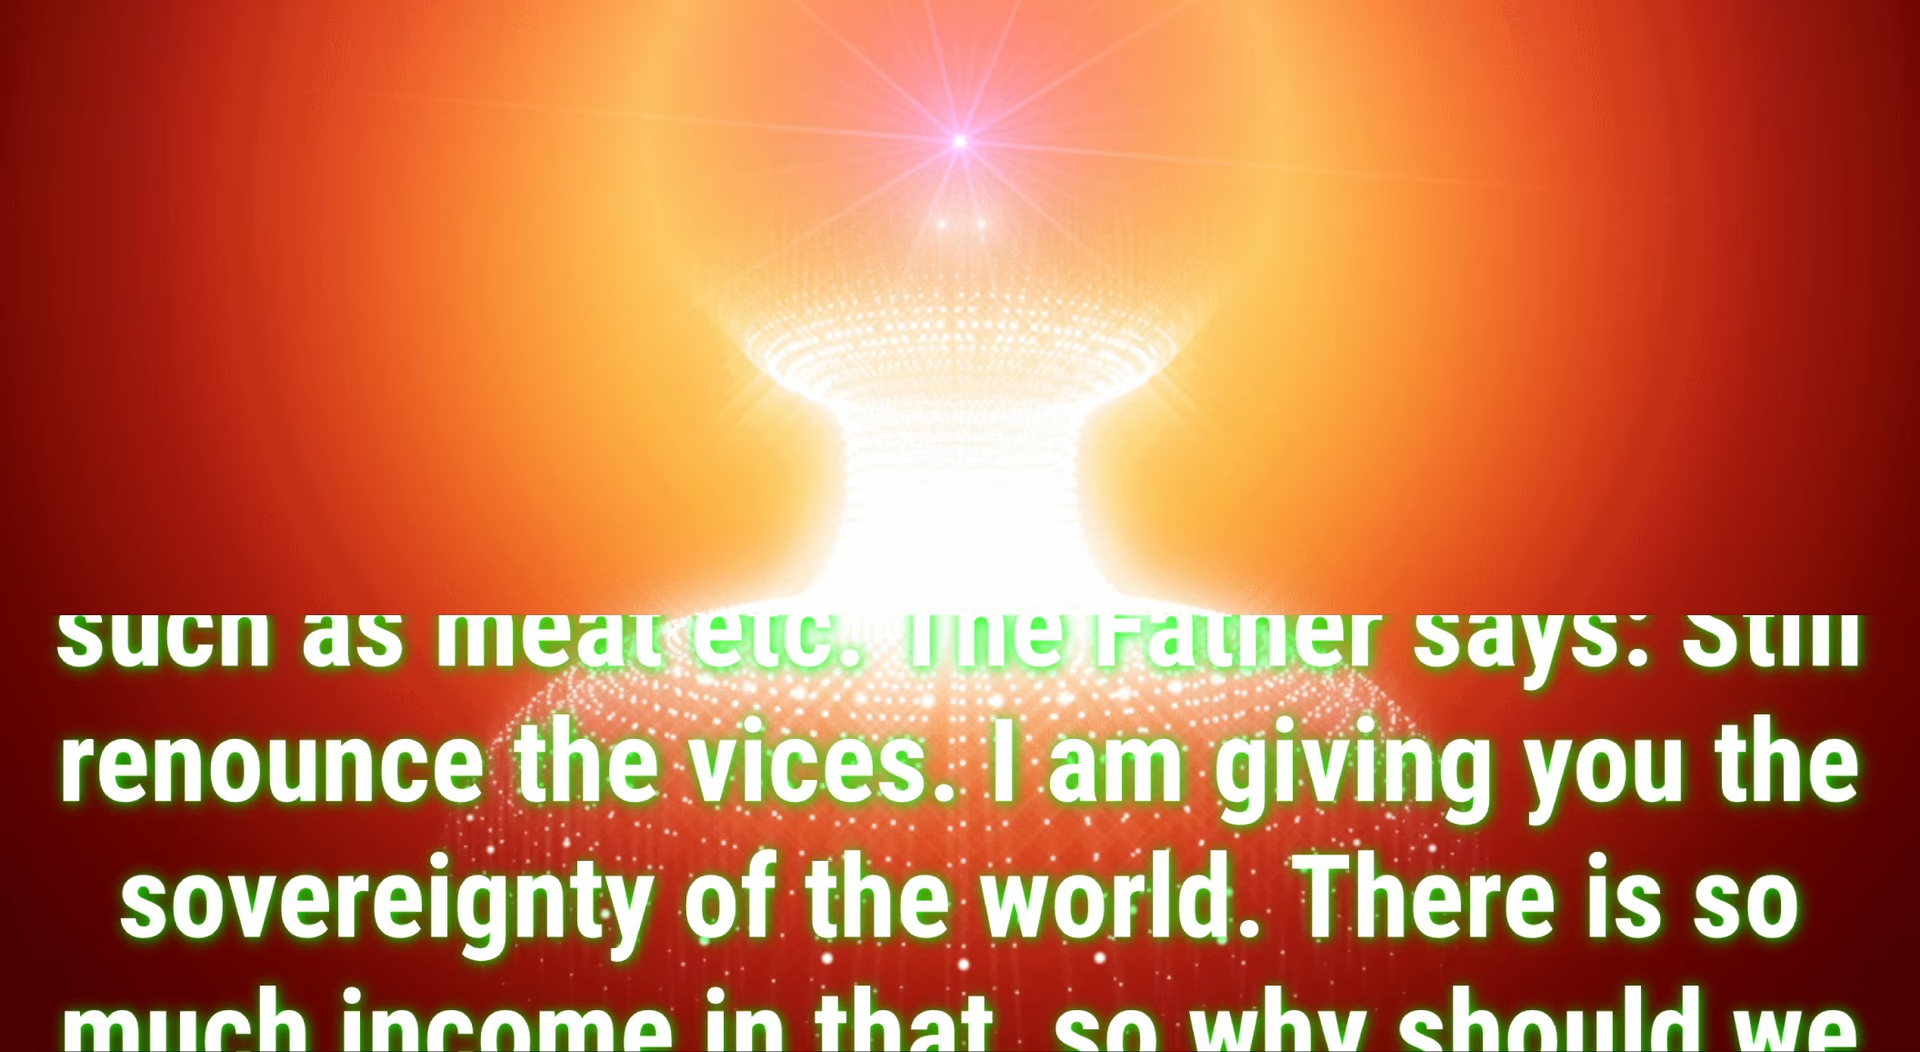 such as meat etc. The Father says: Still
renounce the vices. I am giving you the
sovereignty of the world. There is so
much income in that, so why should we